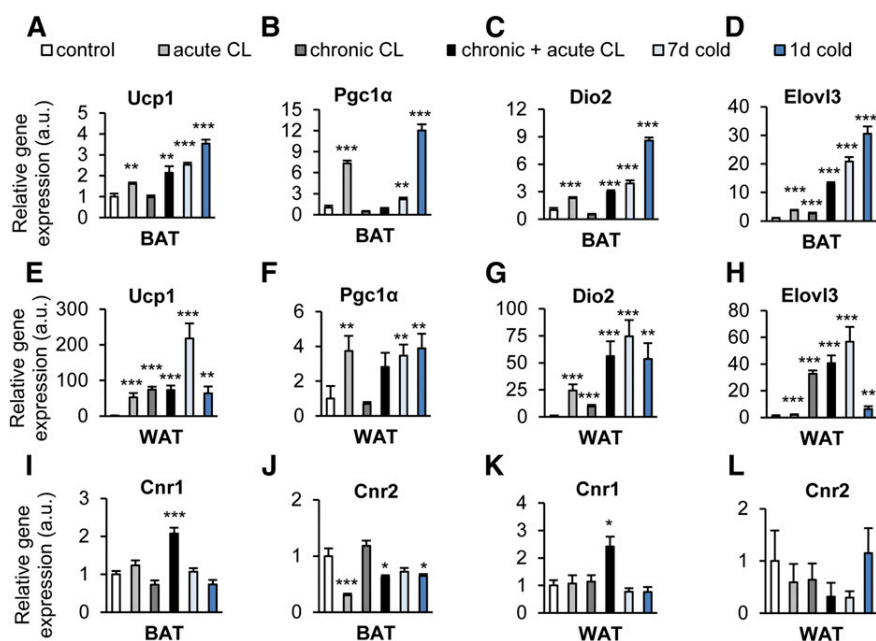 A B C D
control acute CL chronic CL chronic + acute CL 7d cold 1d cold
Ucp1 Pgc1α Dio2 Elovl3
Relative gene expression (a.u.)
5 4 3 2 1 0
** ** *** ***
BAT
15 12 9 6 3 0
*** ** ***
BAT
12 9 6 3 0
*** *** *** ***
BAT
40 30 20 10 0
*** *** *** *** ***
BAT
E F G H
Ucp1 Pgc1α Dio2 Elovl3
Relative gene expression (a.u.)
300 200 100 0
*** *** *** *** **
WAT
6 4 2 0
** ** **
WAT
100 75 50 25 0
*** *** *** *** **
WAT
80 60 40 20 0
*** *** *** *** **
WAT
I J K L
Cnr1 Cnr2 Cnr1 Cnr2
Relative gene expression (a.u.)
3 2 1 0
***
BAT
2 1 0
*** * *
BAT
4 3 2 1 0
*
WAT
2 1 0
WAT